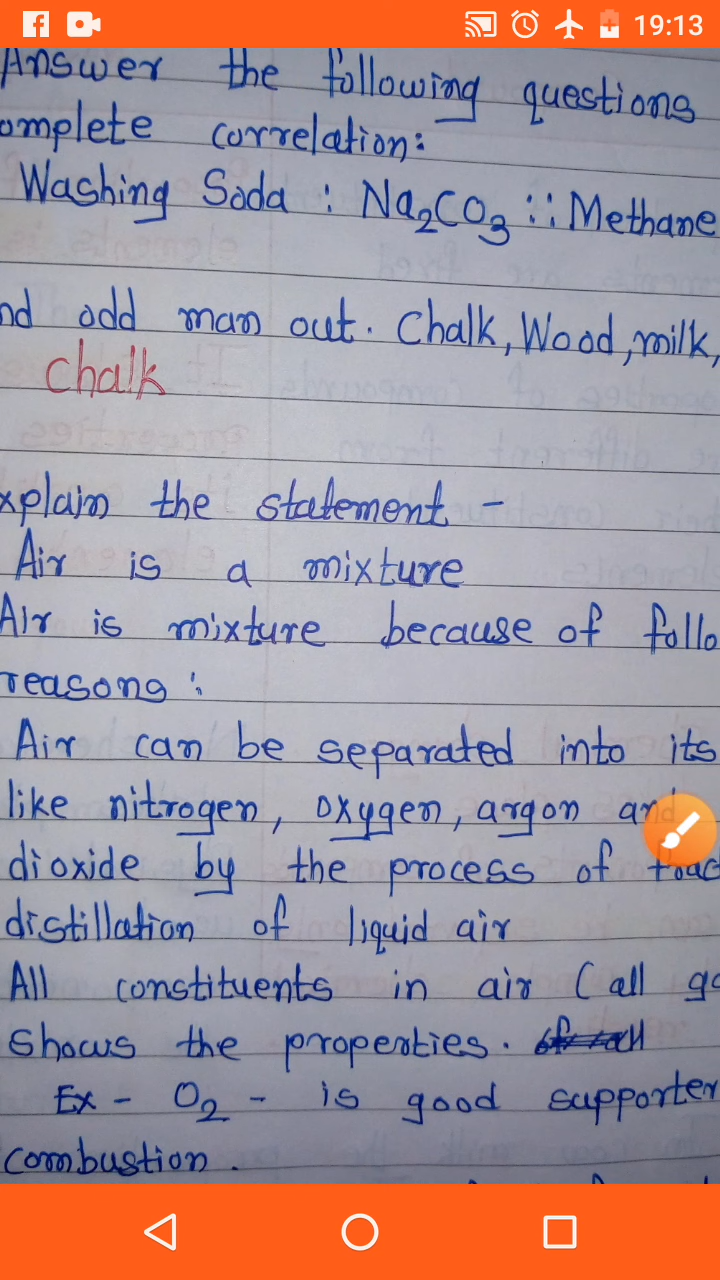 19:13
Answer the following questions
omplete correlation:
Washing Soda : Na₂CO₃ :: Methane
nd odd man out. Chalk, Wood, milk,
Chalk
xplain the statement -
Air is a mixture
Air is mixture because of follo
reasong :
Air can be separated into its
like nitrogen, oxygen, argon and
dioxide by the process of frac
distillation of liquid air
All constituents in air ( all ga
Shows the properties.
Ex - O₂ - is good supporter
combustion.